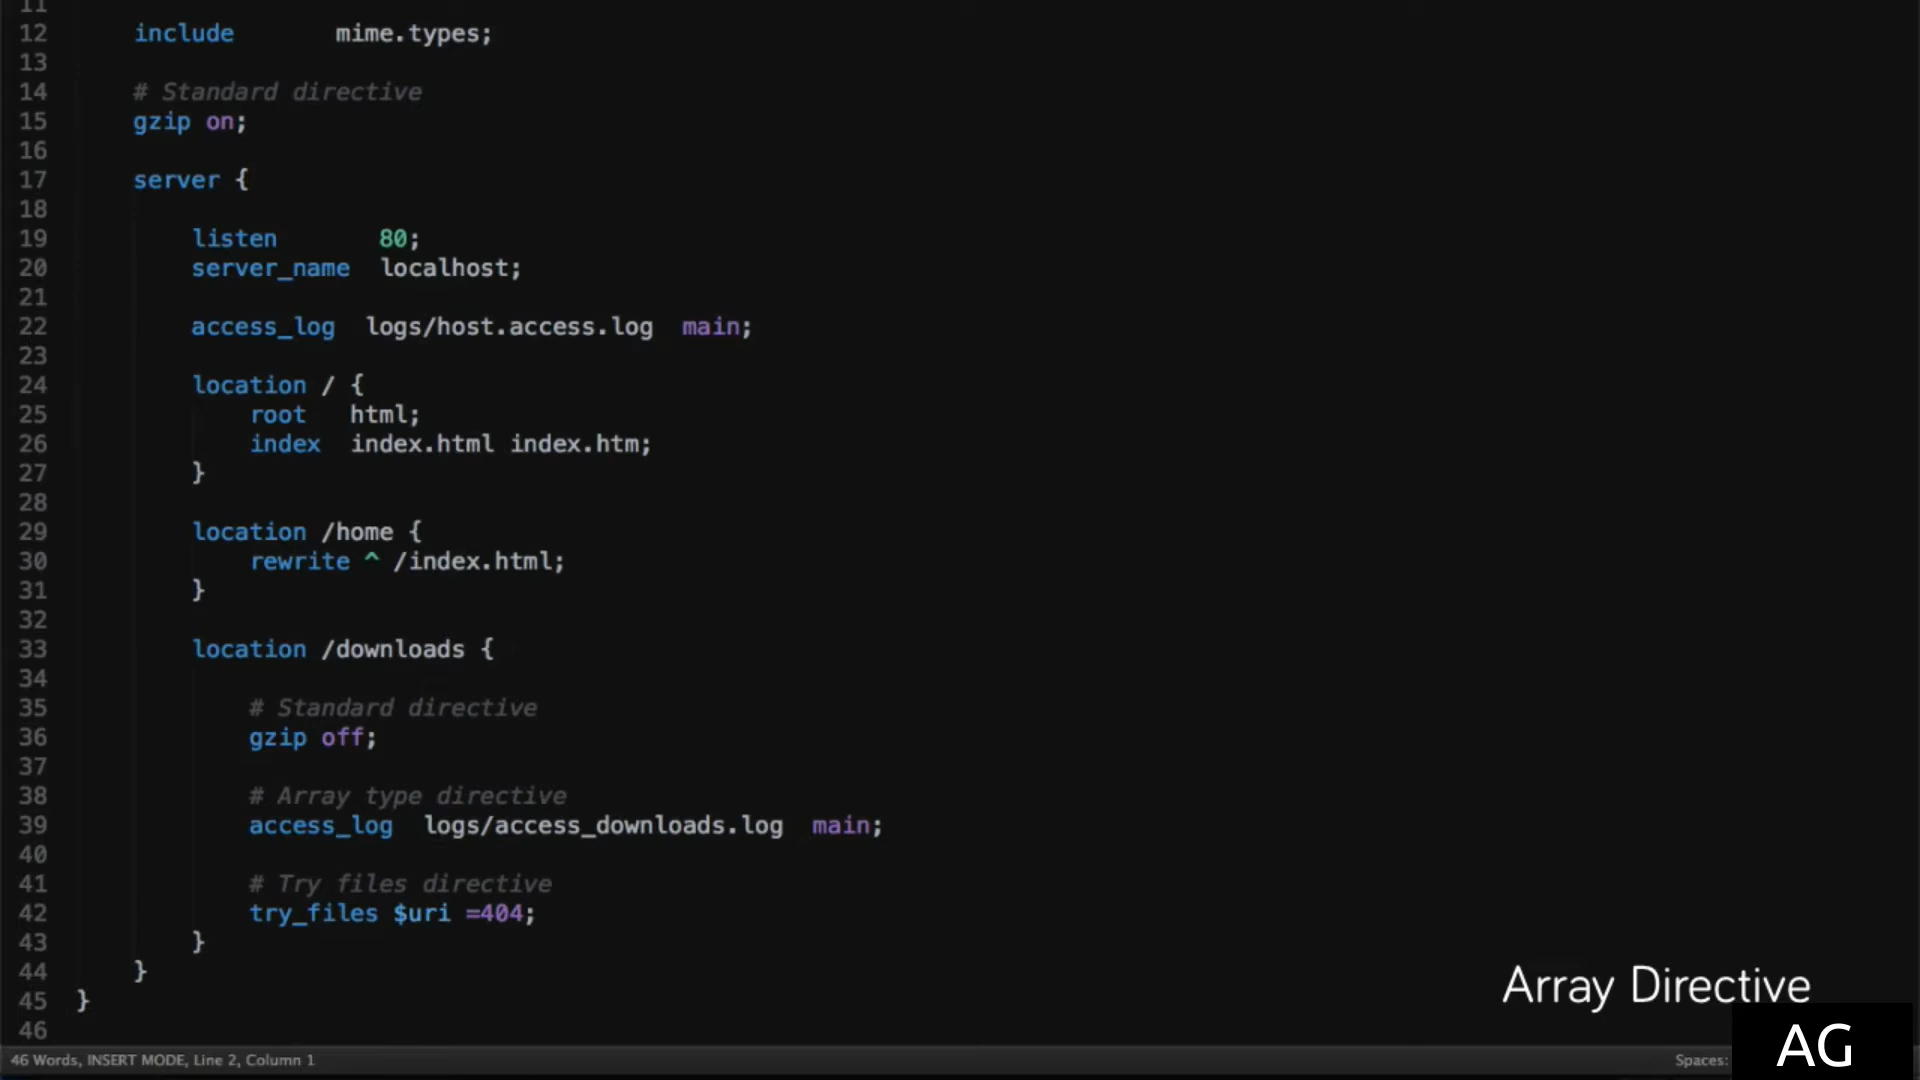 11
12 include mime.types;
13
14 # Standard directive
15 gzip on;
16
17 server {
18
19 listen 80;
20 server_name localhost;
21
22 access_log logs/host.access.log main;
23
24 location / {
25 root html;
26 index index.html index.htm;
27 }
28
29 location /home {
30 rewrite ^ /index.html;
31 }
32
33 location /downloads {
34
35 # Standard directive
36 gzip off;
37
38 # Array type directive
39 access_log logs/access_downloads.log main;
40
41 # Try files directive
42 try_files $uri =404;
43 }
44 }
45 }
46
Array Directive
AG
46 Words, INSERT MODE, Line 2, Column 1
Spaces: